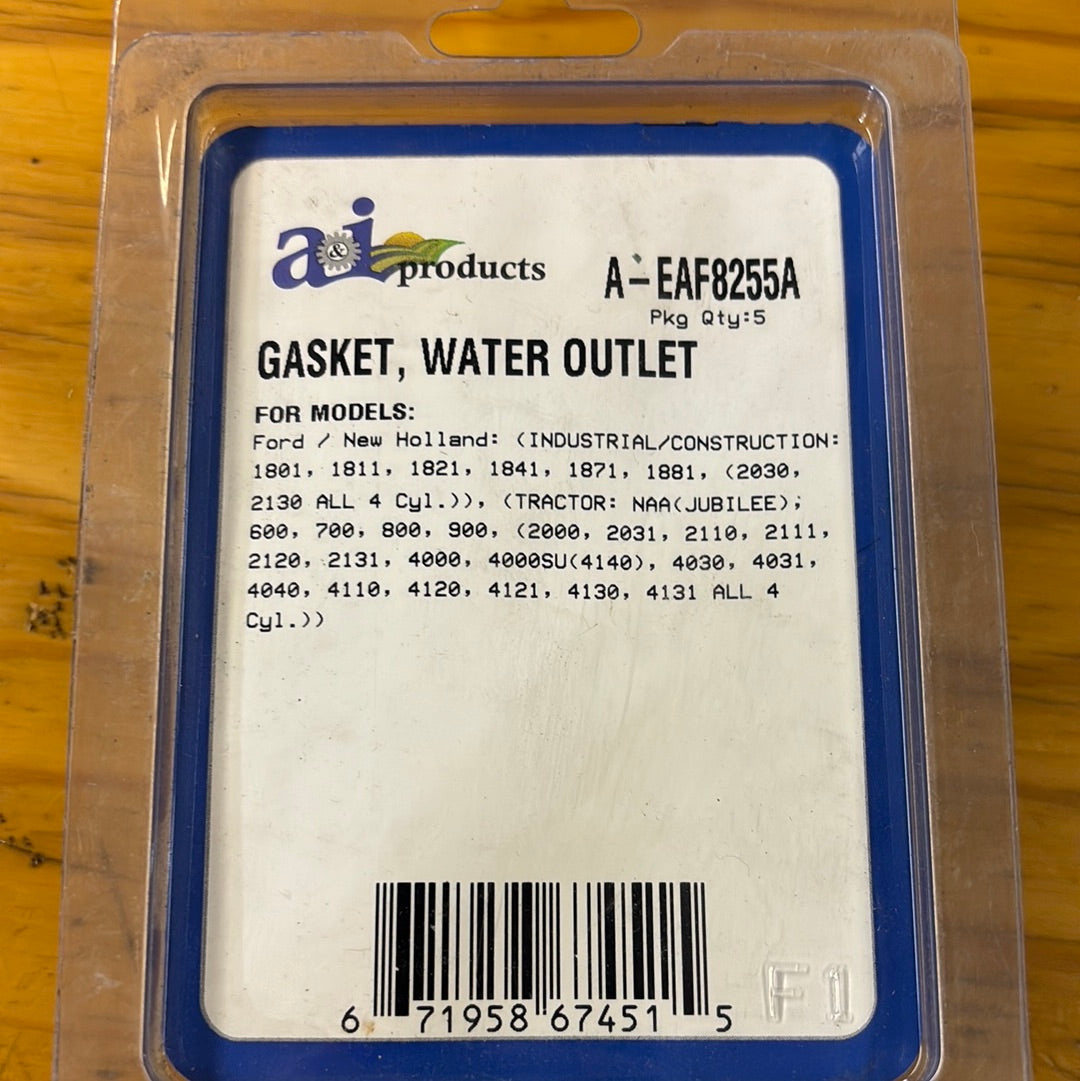 a&i products
A-EAF8255A
Pkg Qty:5
GASKET, WATER OUTLET
FOR MODELS:
Ford / New Holland: (INDUSTRIAL/CONSTRUCTION:
1801, 1811, 1821, 1841, 1871, 1881, (2030,
2130 ALL 4 Cyl.)), (TRACTOR: NAA(JUBILEE);
600, 700, 800, 900, (2000, 2031, 2110, 2111,
2120, 2131, 4000, 4000SU(4140), 4030, 4031,
4040, 4110, 4120, 4121, 4130, 4131 ALL 4
Cyl.))
6 71958 67451 5
F1